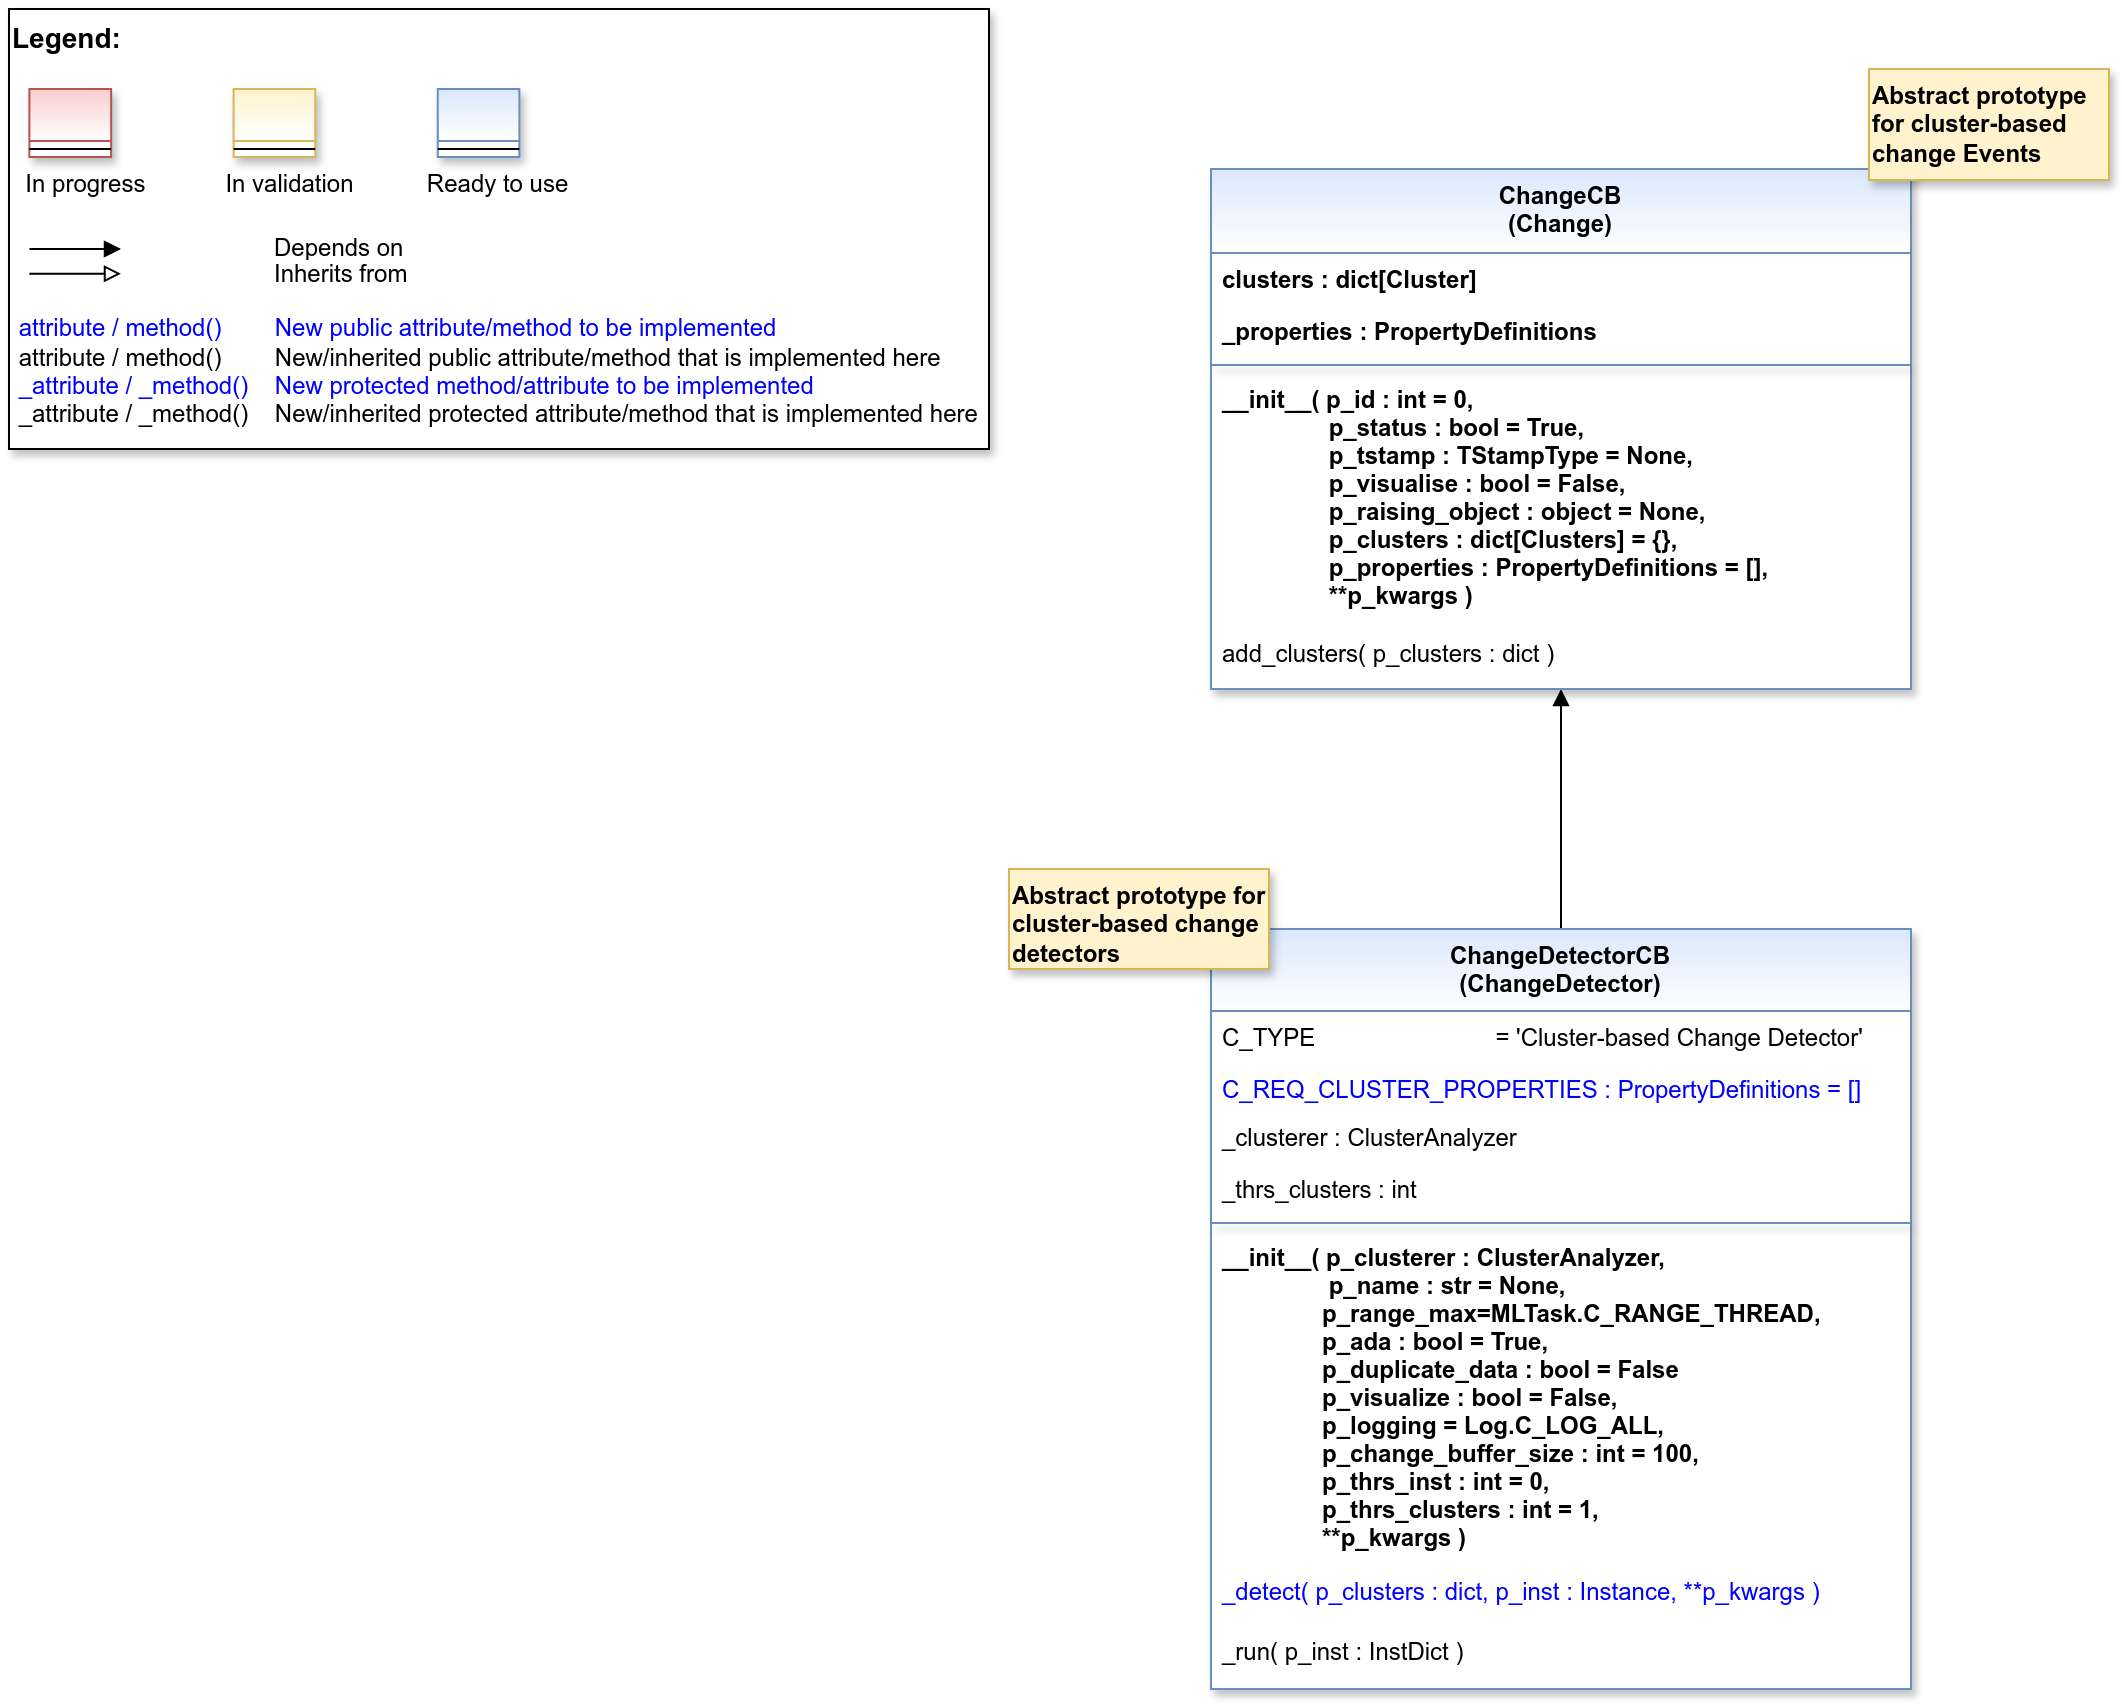 Legend:
In progress
In validation
Ready to use
Depends on
Inherits from
attribute / method() New public attribute/method to be implemented
attribute / method() New/inherited public attribute/method that is implemented here
_attribute / _method() New protected method/attribute to be implemented
_attribute / _method() New/inherited protected attribute/method that is implemented here
Abstract prototype
for cluster-based
change Events
ChangeCB
(Change)
clusters : dict[Cluster]
_properties : PropertyDefinitions
__init__( p_id : int = 0,
p_status : bool = True,
p_tstamp : TStampType = None,
p_visualise : bool = False,
p_raising_object : object = None,
p_clusters : dict[Clusters] = {},
p_properties : PropertyDefinitions = [],
**p_kwargs )
add_clusters( p_clusters : dict )
Abstract prototype for
cluster-based change
detectors
ChangeDetectorCB
(ChangeDetector)
C_TYPE = 'Cluster-based Change Detector'
C_REQ_CLUSTER_PROPERTIES : PropertyDefinitions = []
_clusterer : ClusterAnalyzer
_thrs_clusters : int
__init__( p_clusterer : ClusterAnalyzer,
p_name : str = None,
p_range_max=MLTask.C_RANGE_THREAD,
p_ada : bool = True,
p_duplicate_data : bool = False
p_visualize : bool = False,
p_logging = Log.C_LOG_ALL,
p_change_buffer_size : int = 100,
p_thrs_inst : int = 0,
p_thrs_clusters : int = 1,
**p_kwargs )
_detect( p_clusters : dict, p_inst : Instance, **p_kwargs )
_run( p_inst : InstDict )